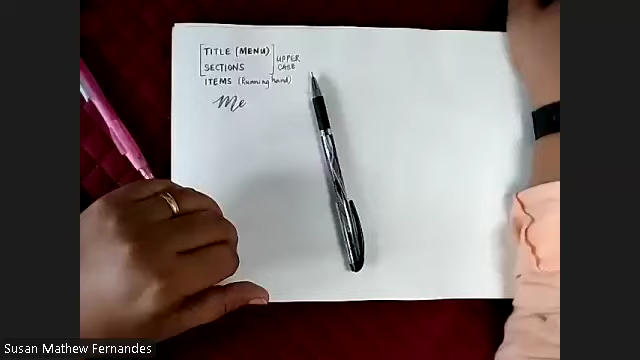 TITLE (MENU)
SECTIONS
UPPER
CASE
ITEMS (Running hand)
Me
Susan Mathew Fernandes